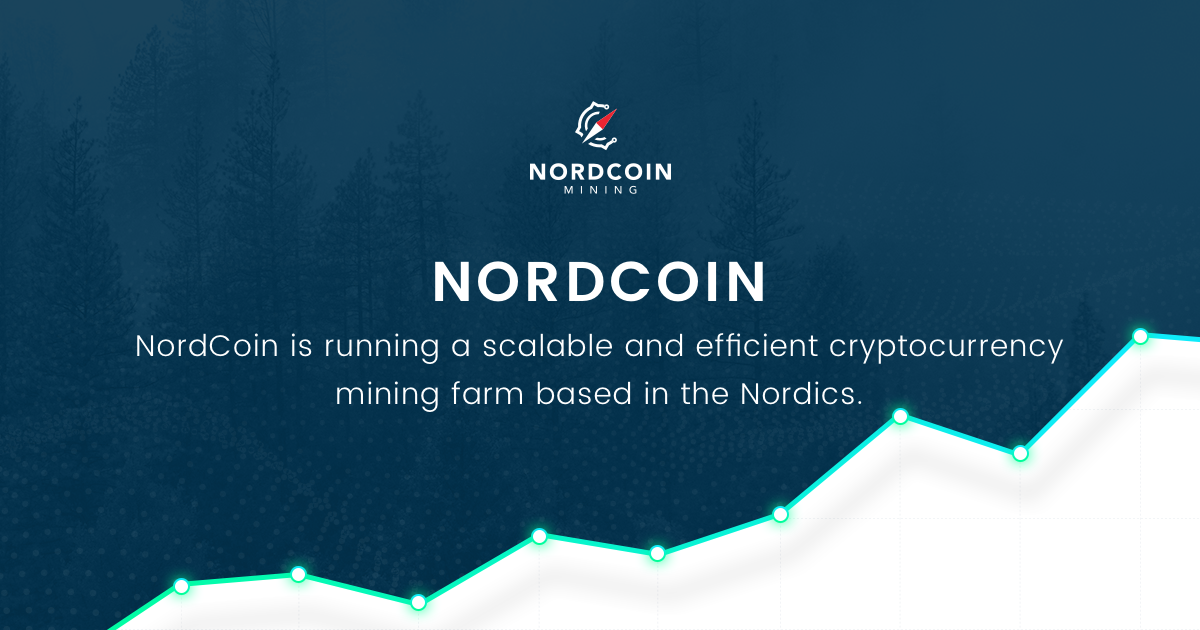 NORDCOIN
MINING
NORDCOIN
NordCoin is running a scalable and efficient cryptocurrency
mining farm based in the Nordics.